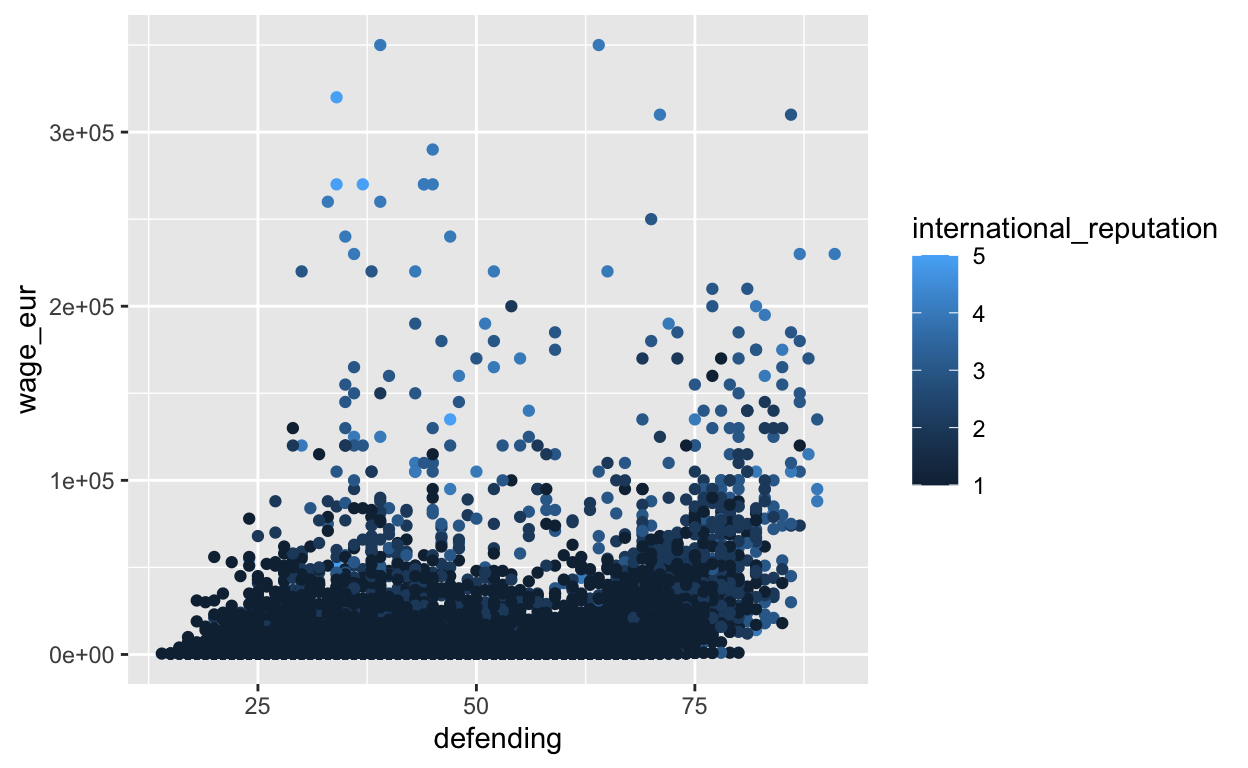 3e+05
2e+05
1e+05
0e+00
wage_eur
25 50 75
defending
international_reputation
5
4
3
2
1